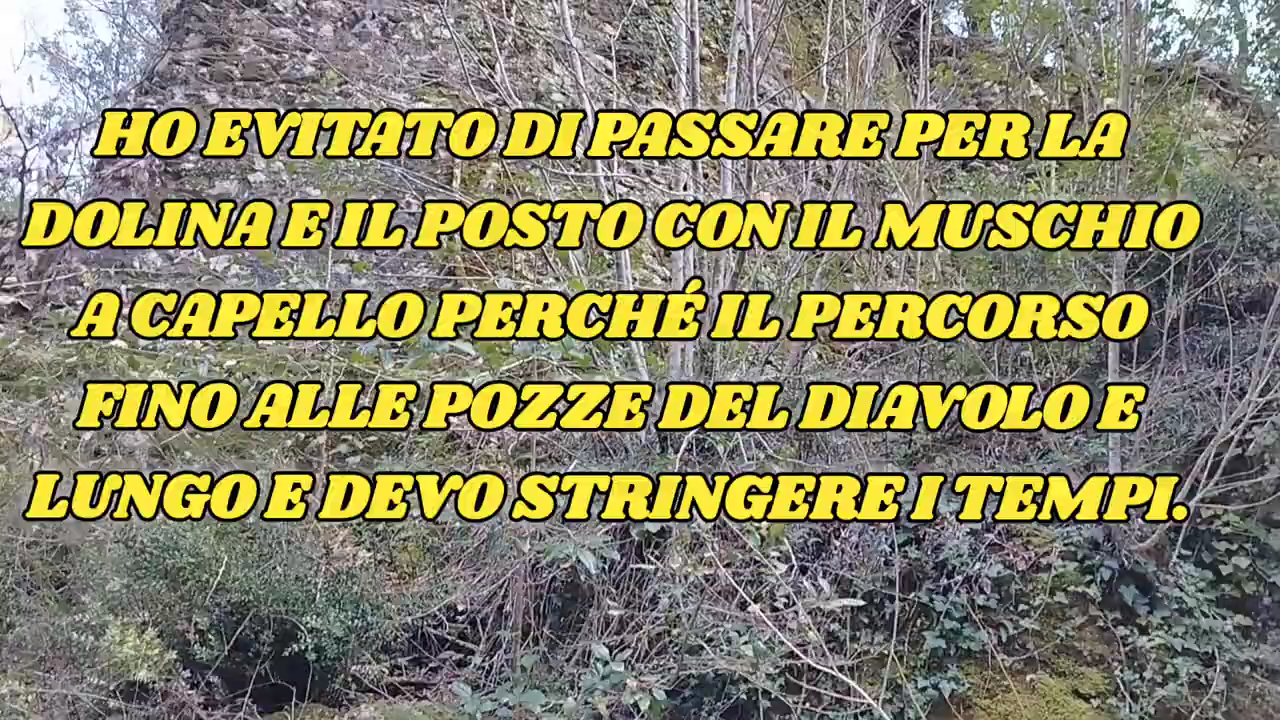 HO EVITATO DI PASSARE PER LA
DOLINA E IL POSTO CON IL MUSCHIO
A CAPELLO PERCHÉ IL PERCORSO
FINO ALLE POZZE DEL DIAVOLO E
LUNGO E DEVO STRINGERE I TEMPI.